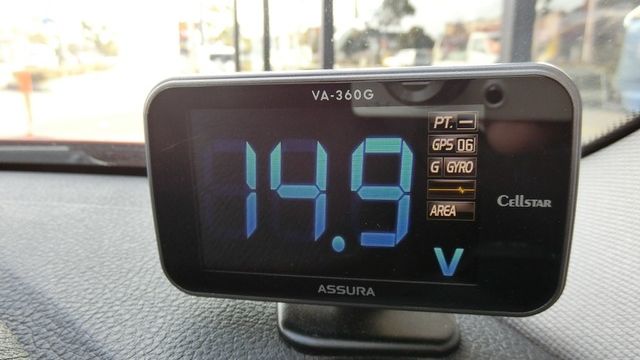 VA-360G
PT. –
GPS 06
G GYRO
14.9
AREA
CELLSTAR
V
ASSURA